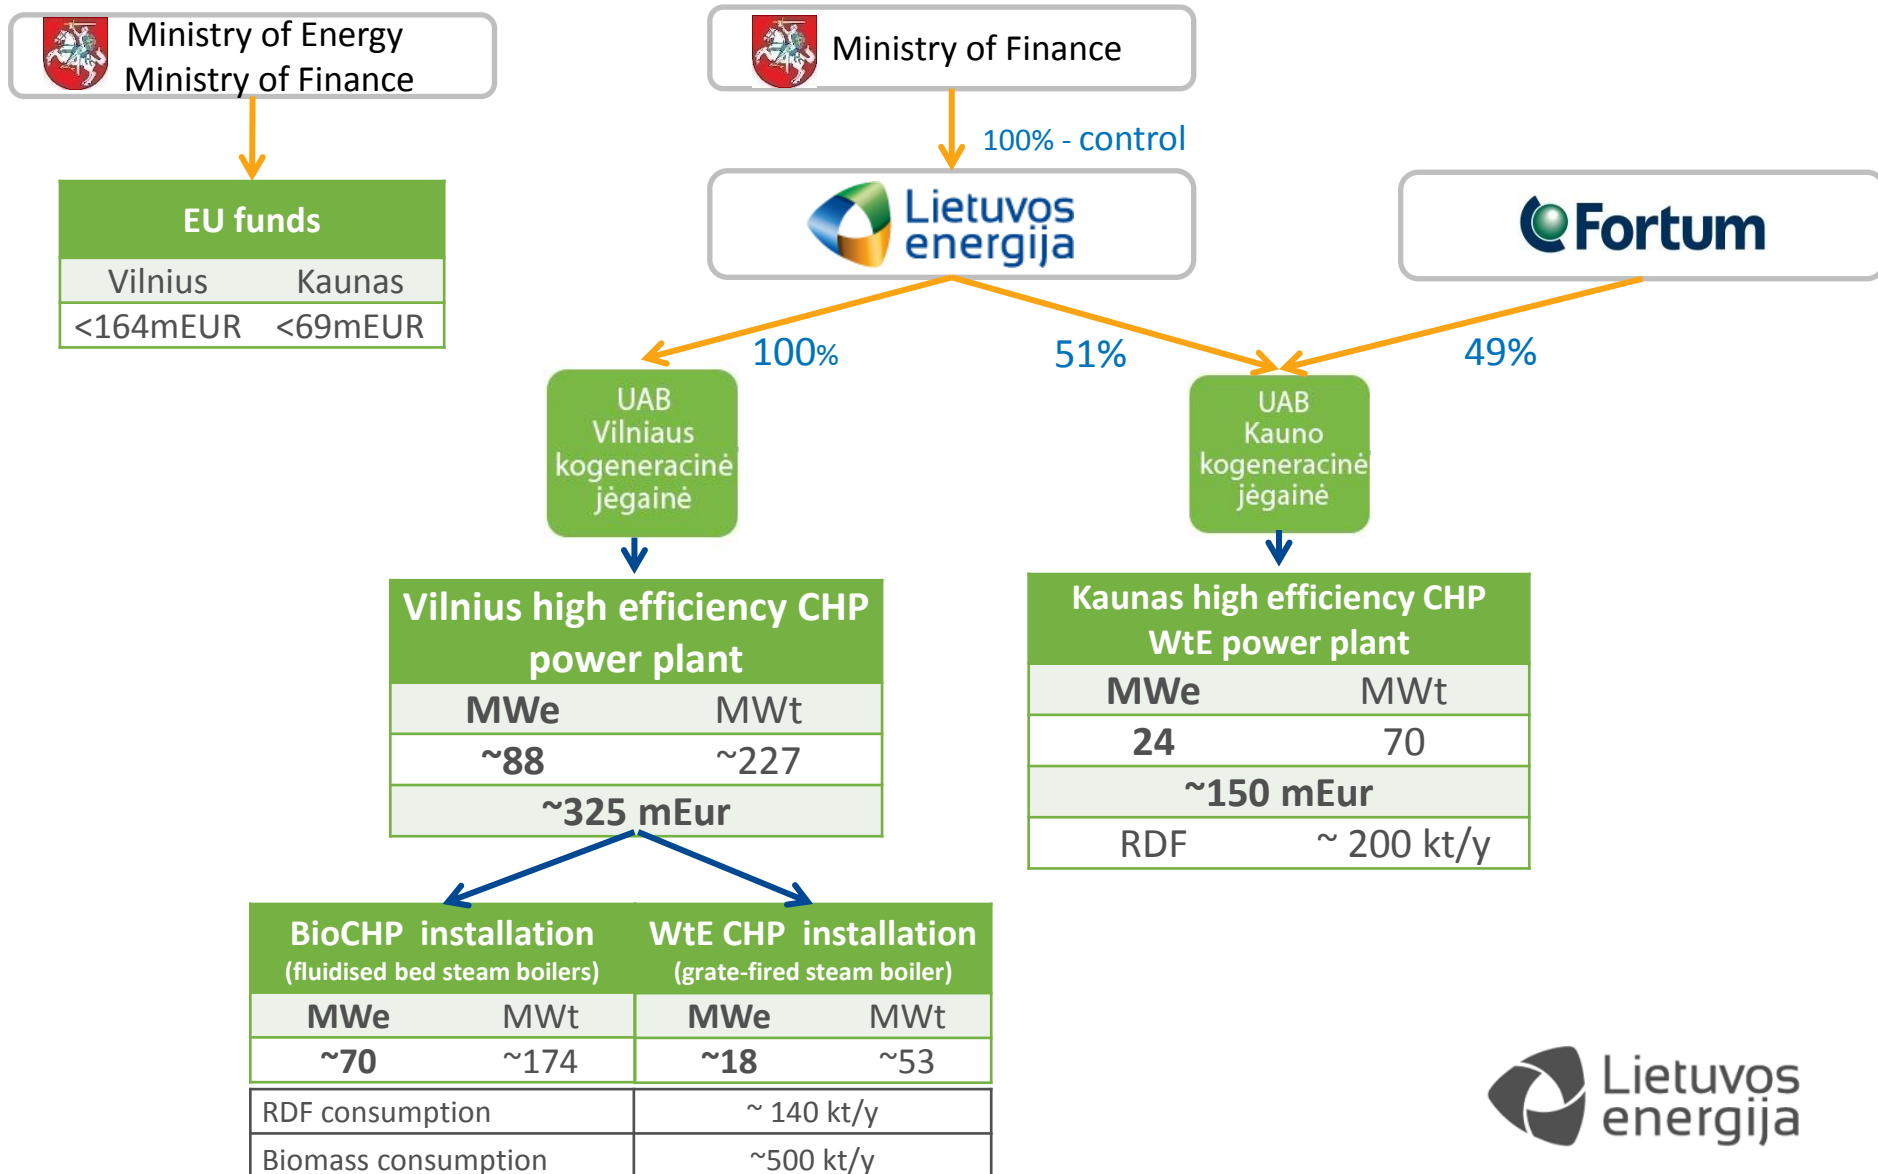 Ministry of Energy
Ministry of Finance
Ministry of Finance
100% - control
EU funds
Vilnius Kaunas
<164mEUR <69mEUR
Lietuvos
energija
Fortum
100%
51%
49%
UAB
Vilniaus
kogeneracinė
jėgainė
UAB
Kauno
kogeneracinė
jėgainė
Vilnius high efficiency CHP
power plant
MWe MWt
~88 ~227
~325 mEur
Kaunas high efficiency CHP
WtE power plant
MWe MWt
24 70
~150 mEur
RDF ~ 200 kt/y
BioCHP installation
(fluidised bed steam boilers)
WtE CHP installation
(grate-fired steam boiler)
MWe MWt MWe MWt
~70 ~174 ~18 ~53
RDF consumption ~ 140 kt/y
Biomass consumption ~500 kt/y
Lietuvos
energija